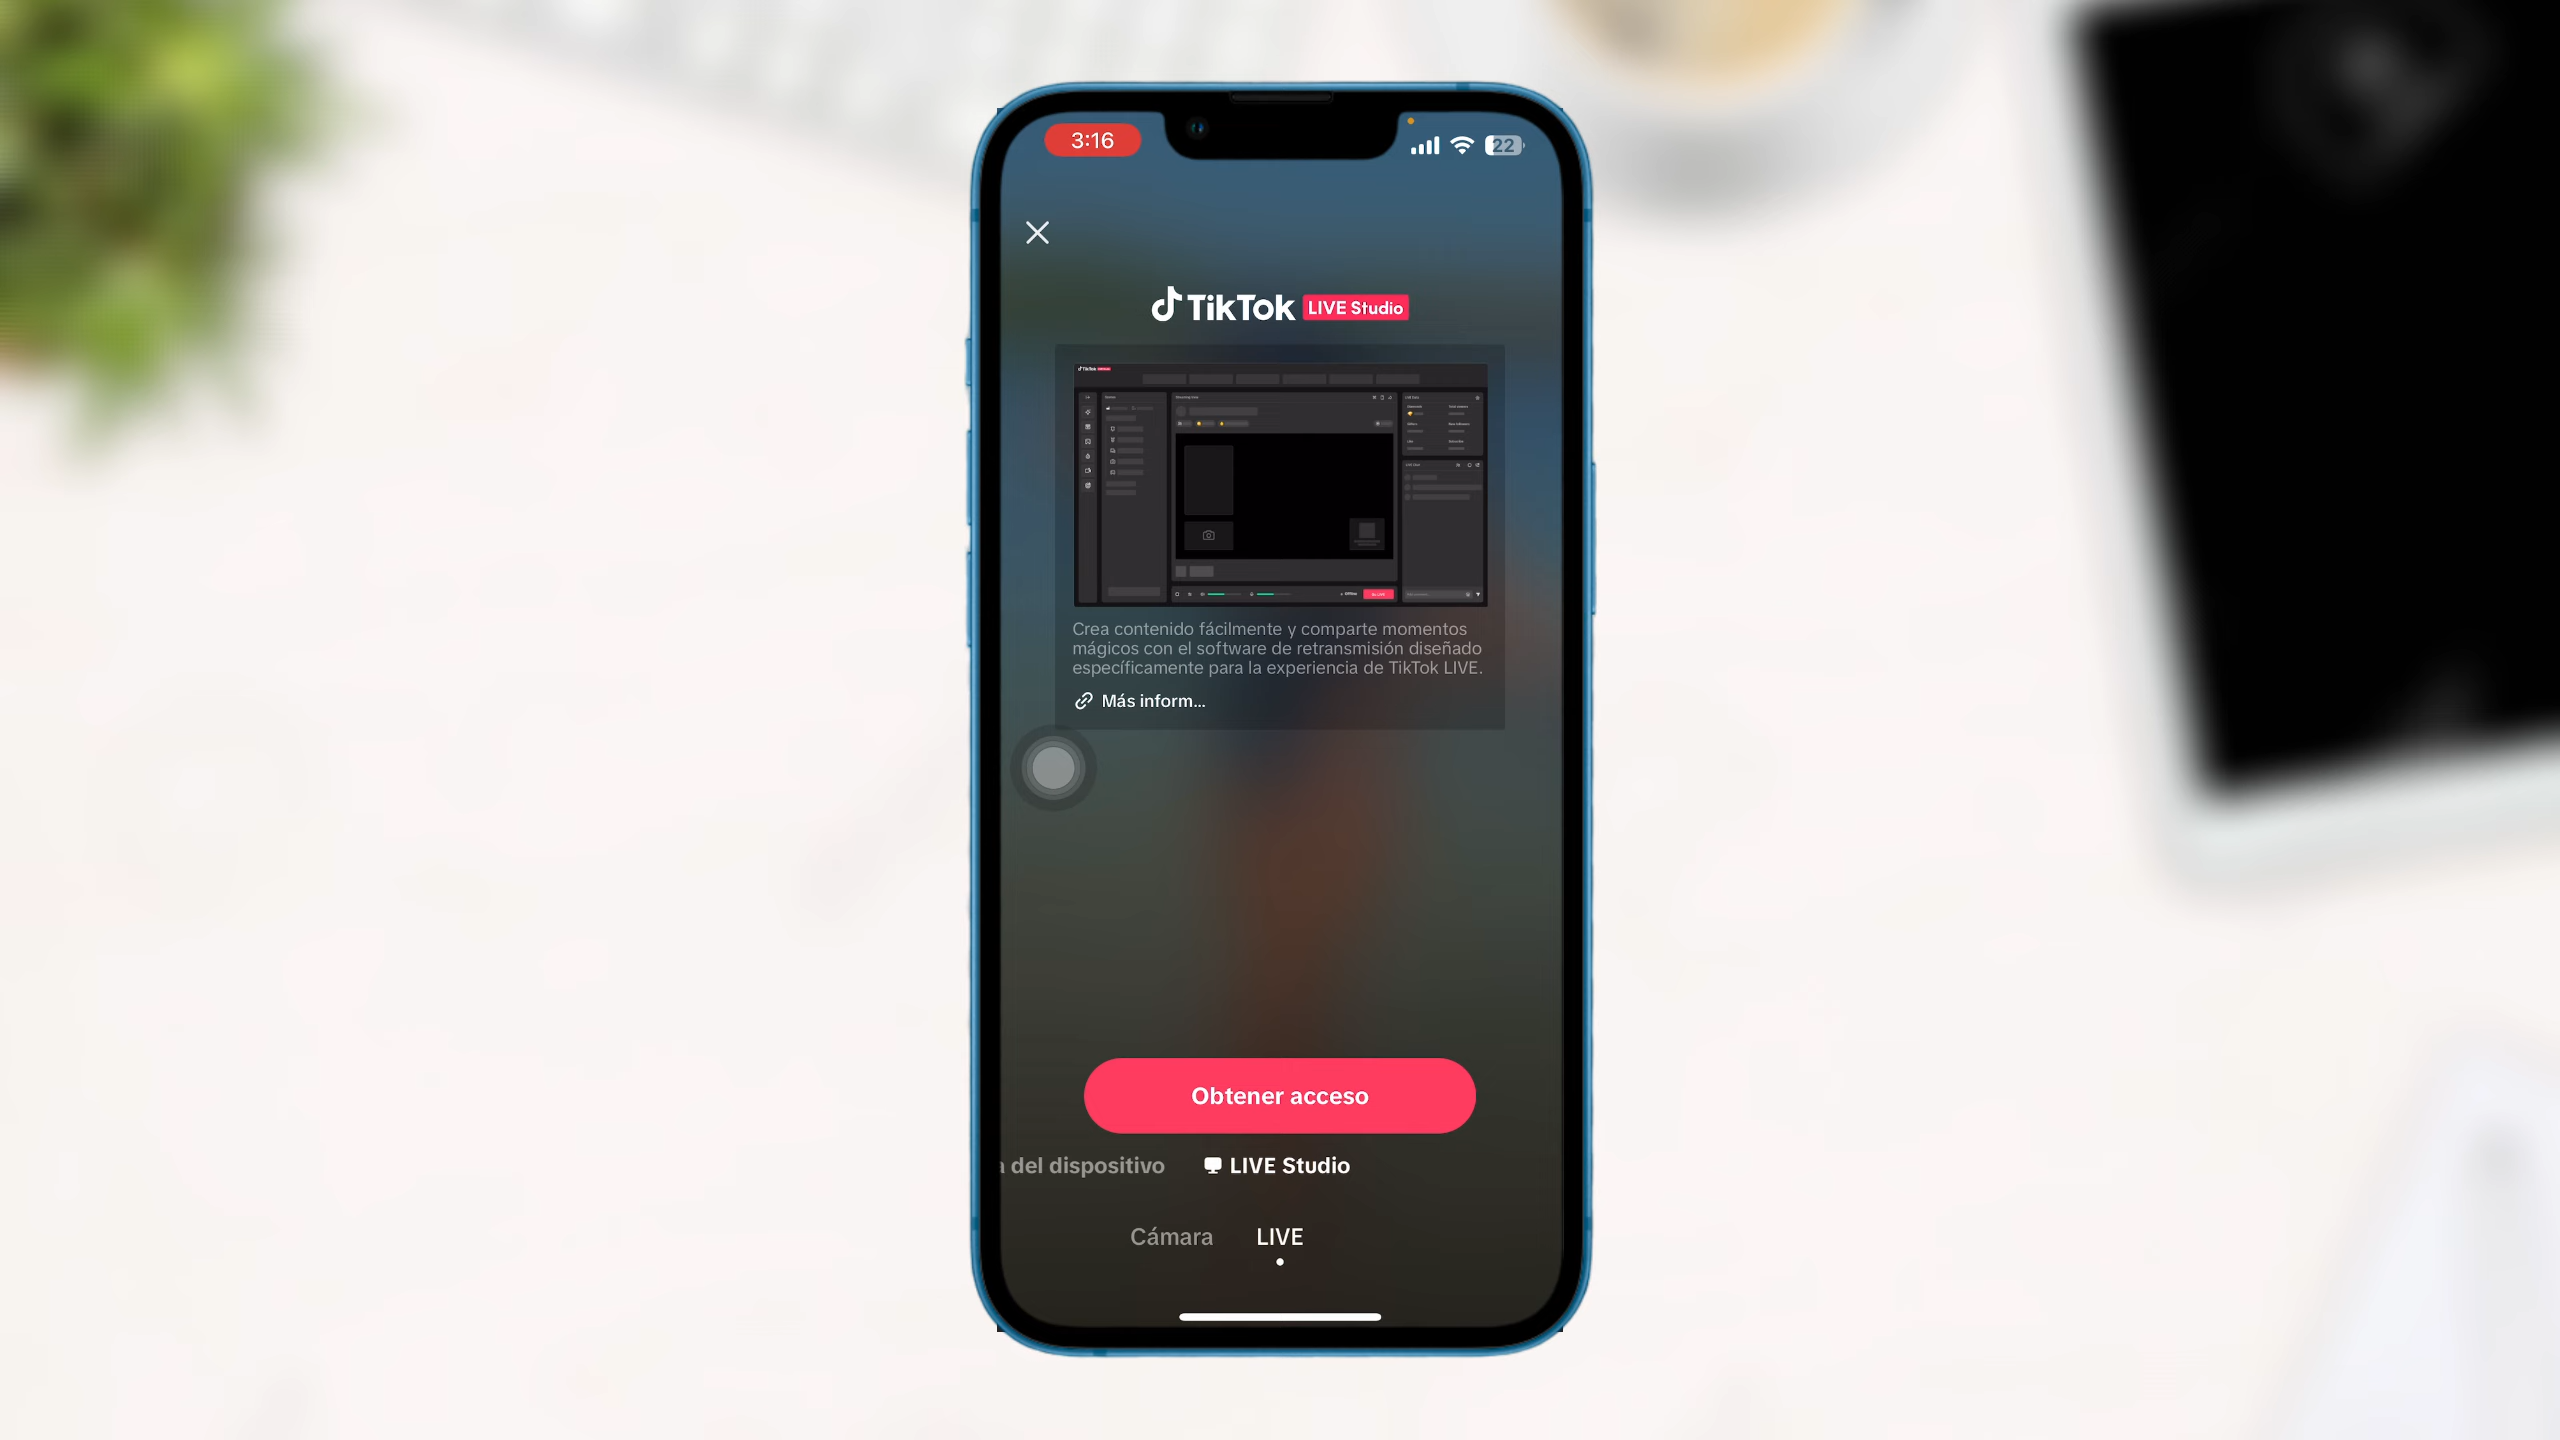 3:16
22
TikTok LIVE Studio
Crea contenido fácilmente y comparte momentos
mágicos con el software de retransmisión diseñado
específicamente para la experiencia de TikTok LIVE.
Más inform...
Obtener acceso
del dispositivo
LIVE Studio
Cámara
LIVE